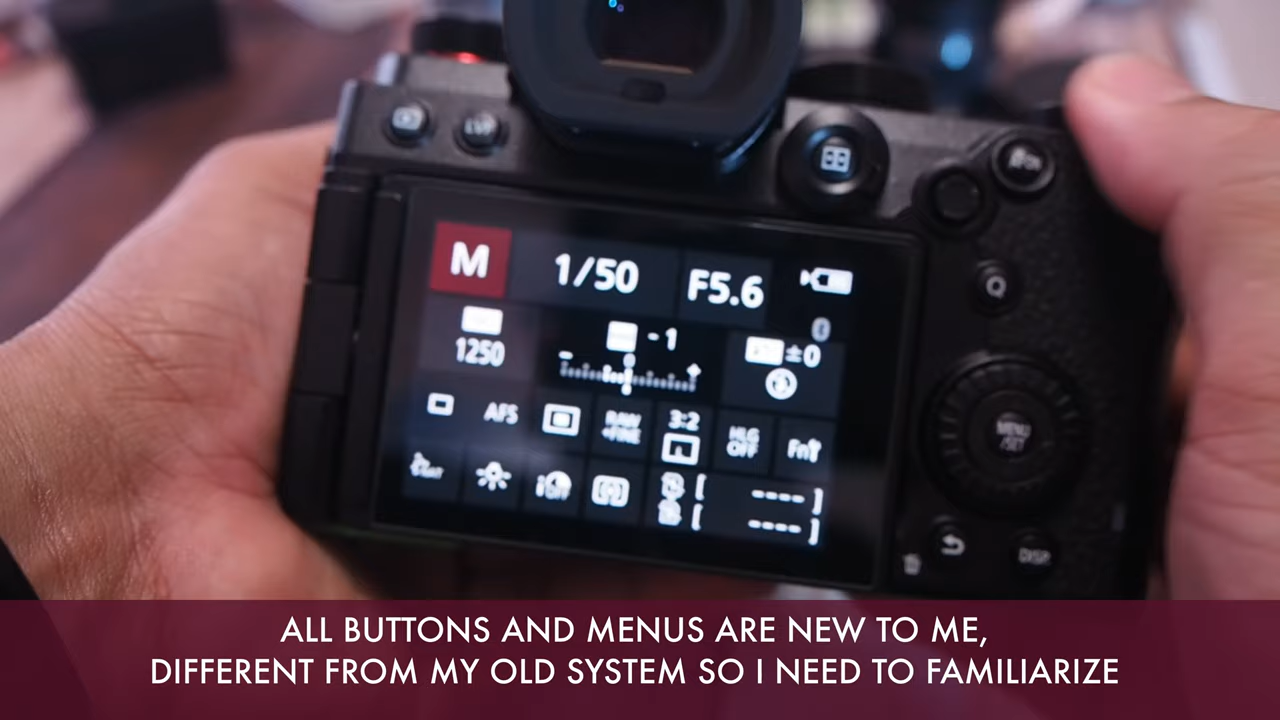 LVF
M 1/50 F5.6
Q
-1
1250
±0
AFS RAW +FINE 3:2 HLG OFF Fn
MENU /SET
[ ---- ]
[ ---- ]
DISP.
ALL BUTTONS AND MENUS ARE NEW TO ME,
DIFFERENT FROM MY OLD SYSTEM SO I NEED TO FAMILIARIZE